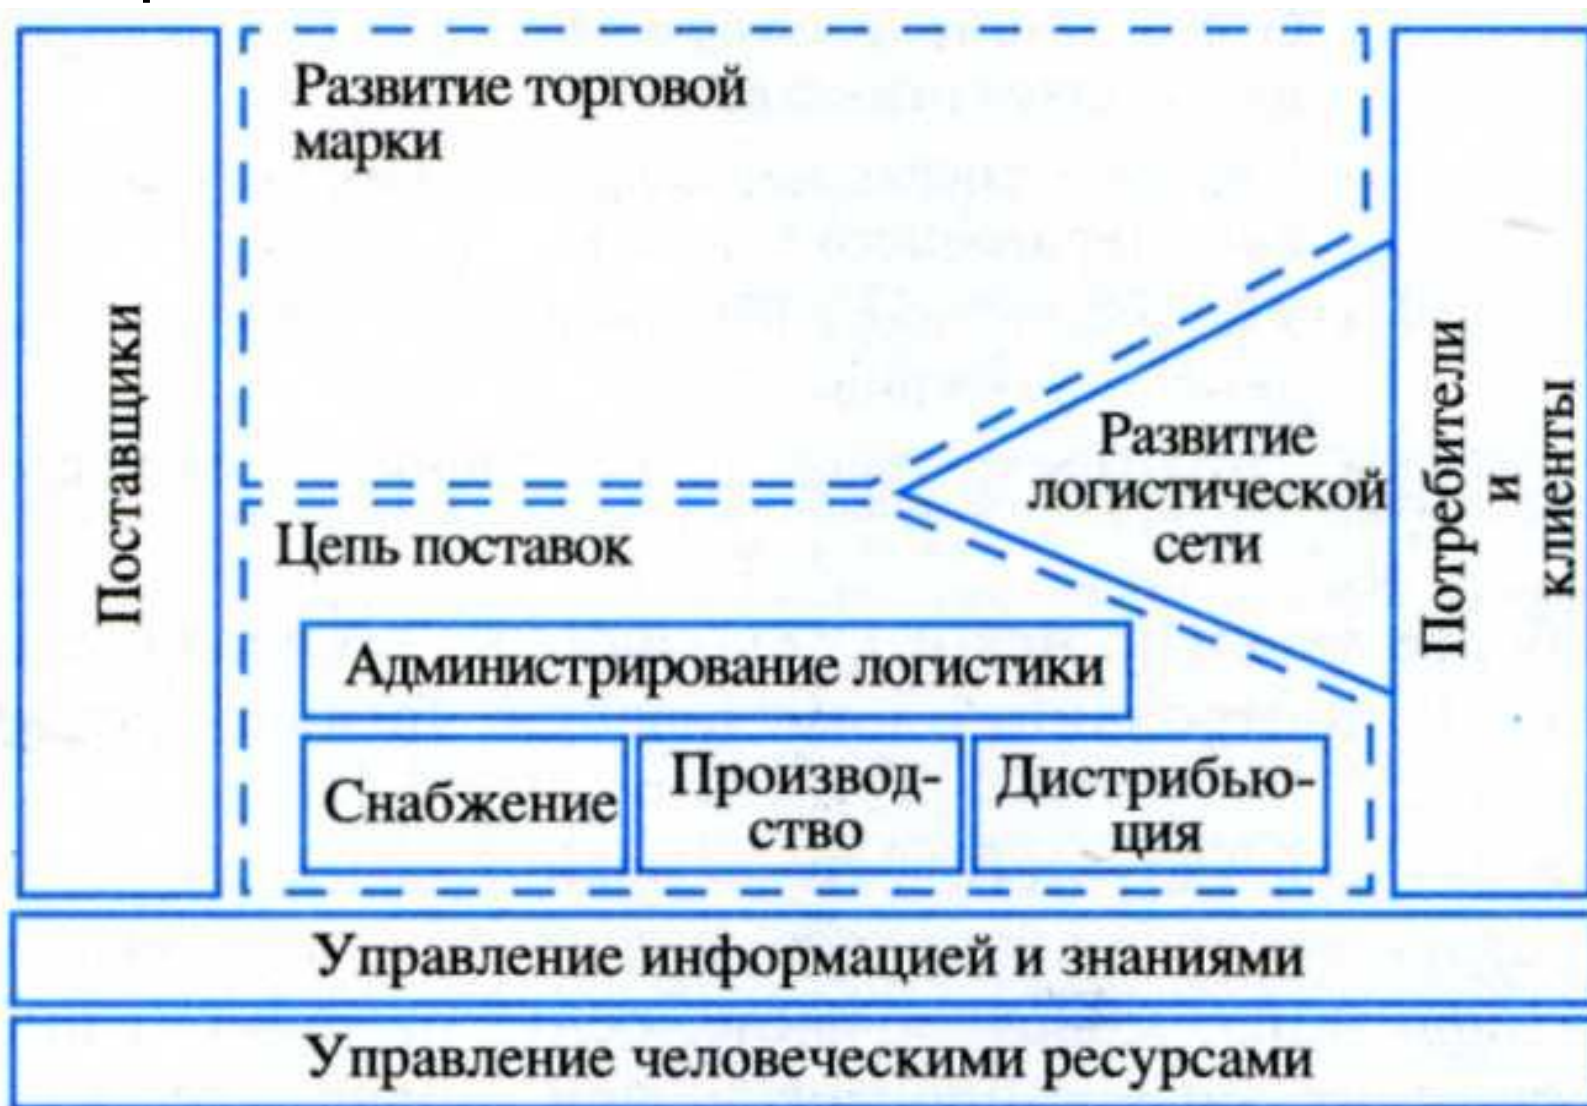 Развитие торговой
марки
Поставщики
Потребители
и
клиенты
Развитие
логистической
сети
Цепь поставок
Администрирование логистики
Снабжение
Производ-
ство
Дистрибью-
ция
Управление информацией и знаниями
Управление человеческими ресурсами